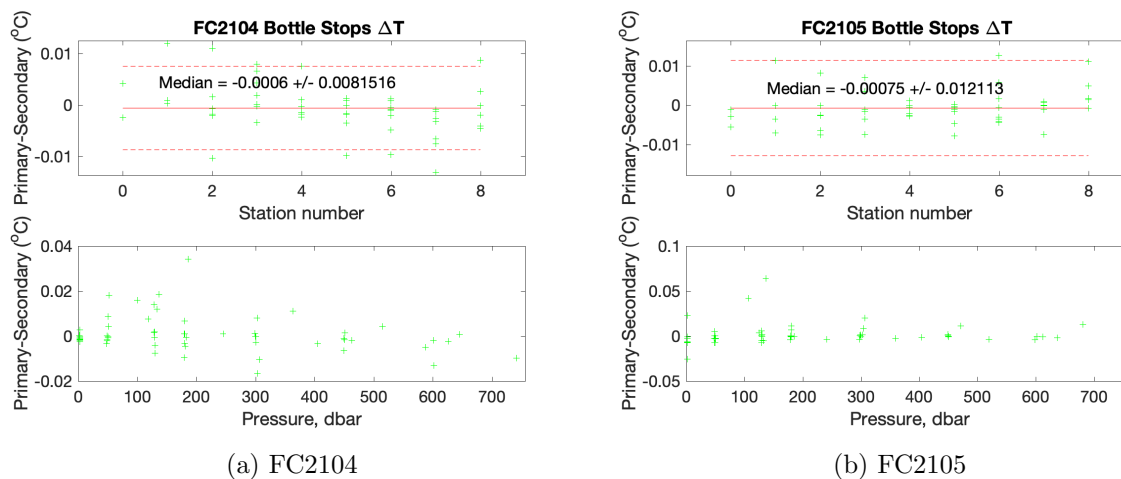 FC2104 Bottle Stops ΔT
Primary-Secondary (°C)
0.01
0
-0.01
Median = -0.0006 +/- 0.0081516
0 2 4 6 8
Station number
Primary-Secondary (°C)
0.04
0.02
0
-0.02
0 100 200 300 400 500 600 700
Pressure, dbar
(a) FC2104
FC2105 Bottle Stops ΔT
Primary-Secondary (°C)
0.01
0
-0.01
Median = -0.00075 +/- 0.012113
0 2 4 6 8
Station number
Primary-Secondary (°C)
0.1
0.05
0
-0.05
0 100 200 300 400 500 600 700
Pressure, dbar
(b) FC2105